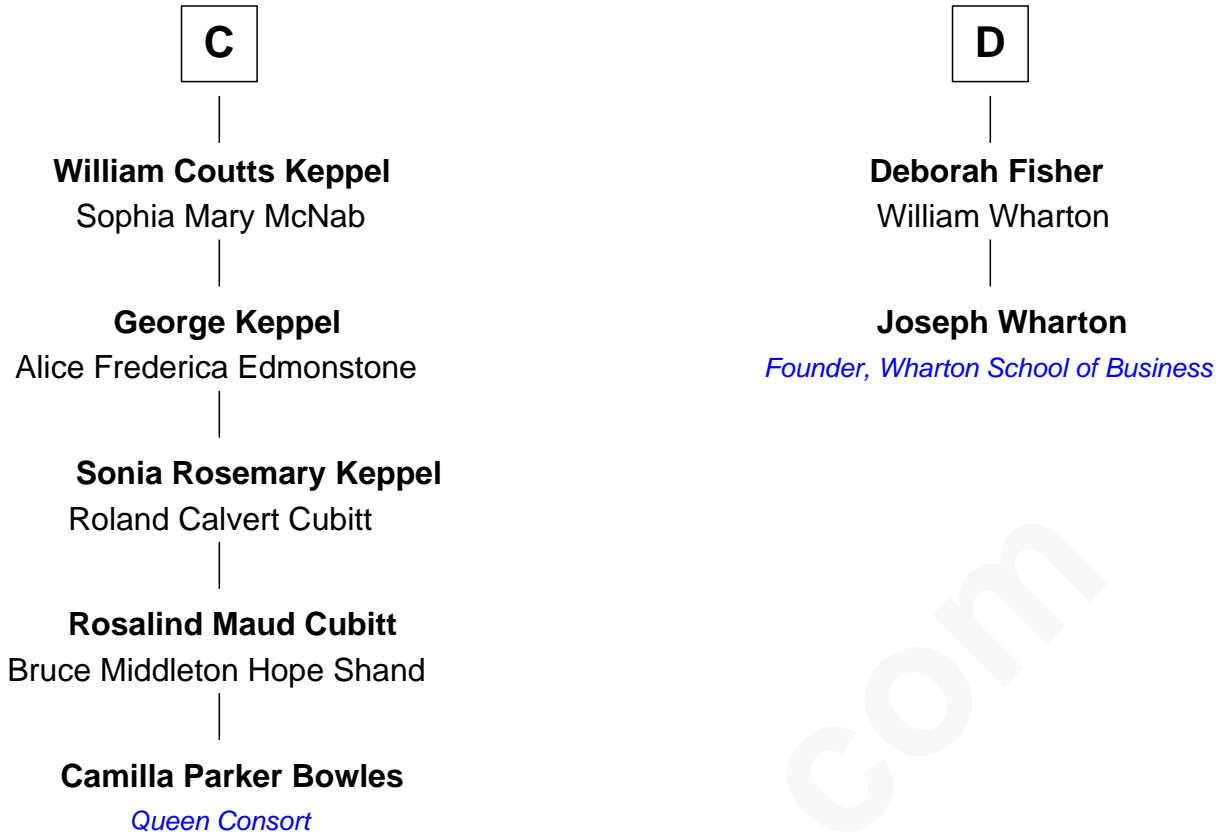 C
William Coutts Keppel
Sophia Mary McNab
George Keppel
Alice Frederica Edmonstone
Sonia Rosemary Keppel
Roland Calvert Cubitt
Rosalind Maud Cubitt
Bruce Middleton Hope Shand
Camilla Parker Bowles
Queen Consort
D
Deborah Fisher
William Wharton
Joseph Wharton
Founder, Wharton School of Business
com